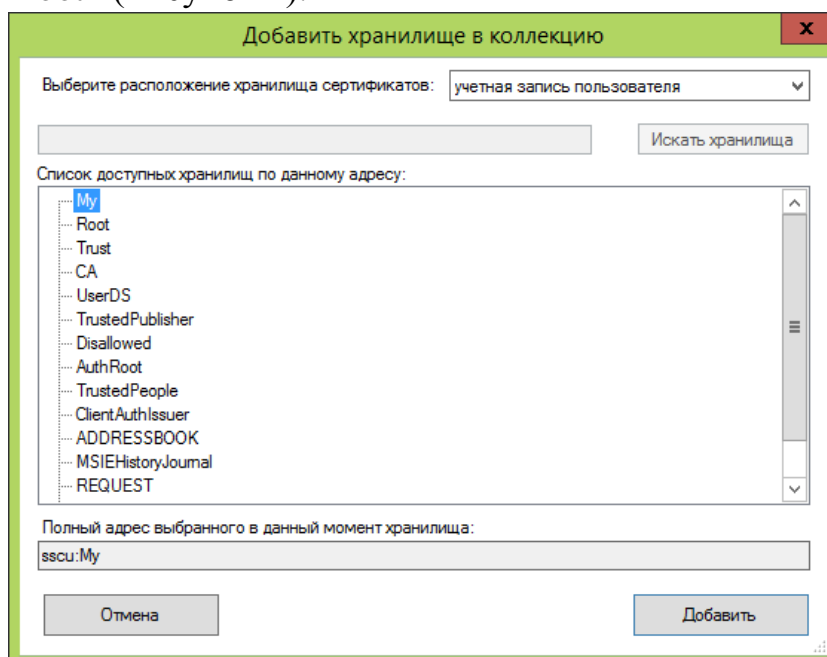 Добавить хранилище в коллекцию
x
Выберите расположение хранилища сертификатов: учетная запись пользователя
Искать хранилища
Список доступных хранилищ по данному адресу:
My
Root
Trust
CA
UserDS
TrustedPublisher
Disallowed
AuthRoot
TrustedPeople
ClientAuthIssuer
ADDRESSBOOK
MSIEHistoryJournal
REQUEST
Полный адрес выбранного в данный момент хранилища:
sscu:My
Отмена Добавить